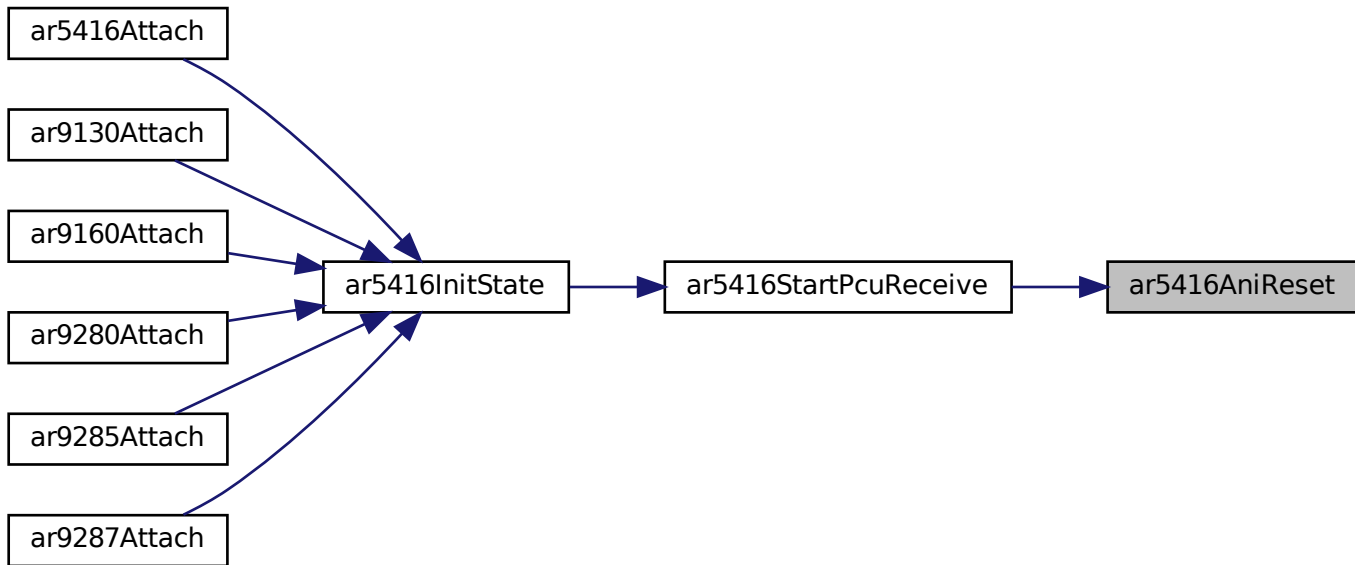 ar5416Attach
ar9130Attach
ar9160Attach
ar9280Attach
ar9285Attach
ar9287Attach
ar5416InitState
ar5416StartPcuReceive
ar5416AniReset